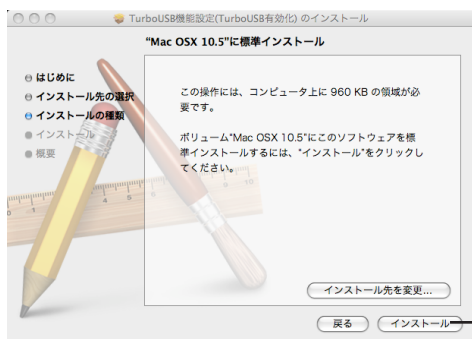 TurboUSB機能設定(TurboUSB有効化) のインストール
“Mac OSX 10.5”に標準インストール
はじめに
インストール先の選択
インストールの種類
インストール
概要
この操作には、コンピュータ上に 960 KB の領域が必
要です。
ボリューム“Mac OSX 10.5”にこのソフトウェアを標
準インストールするには、“インストール”をクリックし
てください。
インストール先を変更...
戻る
インストール